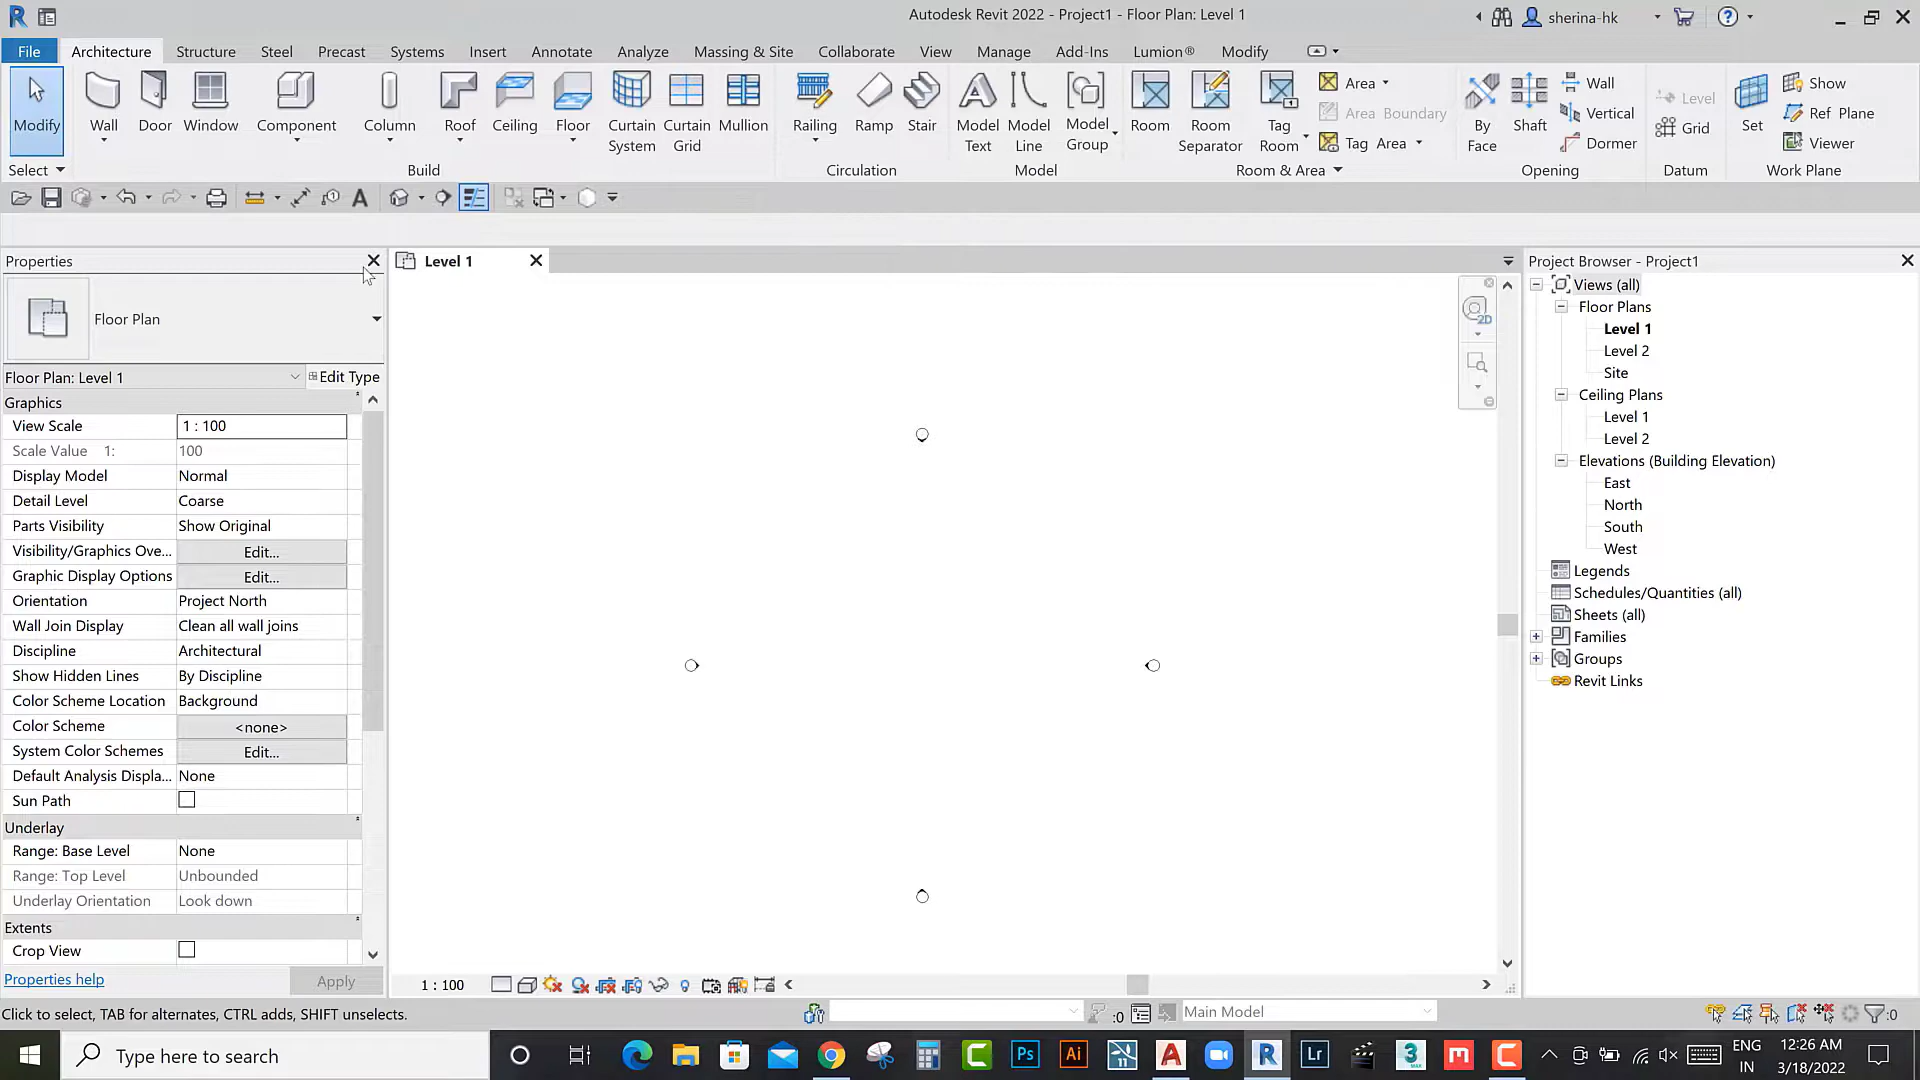 Autodesk Revit 2022 - Project1 - Floor Plan: Level 1
sherina-hk
File Architecture Structure Steel Precast Systems Insert Annotate Analyze Massing & Site Collaborate View Manage Add-Ins Lumion® Modify
Modify Wall Door Window Component Column Roof Ceiling Floor Curtain System Curtain Grid Mullion Railing Ramp Stair Model Text Model Line Model Group Room Room Separator Tag Room
Area
Area Boundary
Tag Area
By Face Shaft
Wall
Vertical
Dormer
Level
Grid
Set
Show
Ref Plane
Viewer
Select Build Circulation Model Room & Area Opening Datum Work Plane
Properties
Floor Plan
Floor Plan: Level 1 Edit Type
Graphics
View Scale 1 : 100
Scale Value 1: 100
Display Model Normal
Detail Level Coarse
Parts Visibility Show Original
Visibility/Graphics Ove... Edit...
Graphic Display Options Edit...
Orientation Project North
Wall Join Display Clean all wall joins
Discipline Architectural
Show Hidden Lines By Discipline
Color Scheme Location Background
Color Scheme <none>
System Color Schemes Edit...
Default Analysis Displa... None
Sun Path
Underlay
Range: Base Level None
Range: Top Level Unbounded
Underlay Orientation Look down
Extents
Crop View
Properties help Apply
Level 1
2D
1 : 100
Project Browser - Project1
Views (all)
Floor Plans
Level 1
Level 2
Site
Ceiling Plans
Level 1
Level 2
Elevations (Building Elevation)
East
North
South
West
Legends
Schedules/Quantities (all)
Sheets (all)
Families
Groups
Revit Links
Click to select, TAB for alternates, CTRL adds, SHIFT unselects.
:0
Main Model
:0
Type here to search
Ps
Ai
Lr
ENG
IN
12:26 AM
3/18/2022